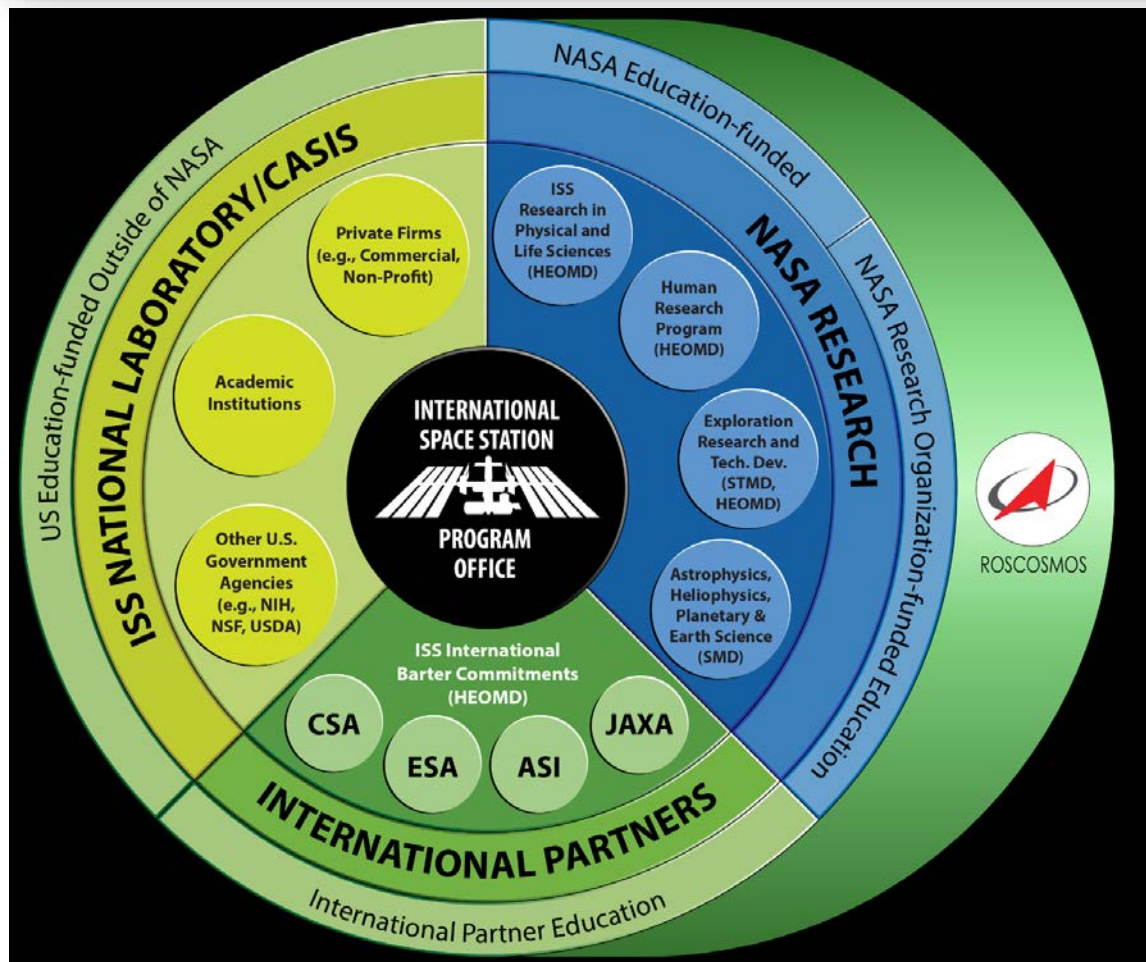 US Education-funded Outside of NASA
ISS NATIONAL LABORATORY/CASIS
Private Firms
(e.g., Commercial,
Non-Profit)
Academic
Institutions
Other U.S.
Government
Agencies
(e.g., NIH,
NSF, USDA)
NASA Education-funded
NASA Research Organization-funded Education
NASA RESEARCH
ISS
Research in
Physical and
Life Sciences
(HEOMD)
Human
Research
Program
(HEOMD)
Exploration
Research and
Tech. Dev.
(STMD,
HEOMD)
Astrophysics,
Heliophysics,
Planetary &
Earth Science
(SMD)
INTERNATIONAL
SPACE STATION
PROGRAM
OFFICE
ISS International
Barter Commitments
(HEOMD)
CSA
ESA
ASI
JAXA
INTERNATIONAL PARTNERS
International Partner Education
ROSCOSMOS